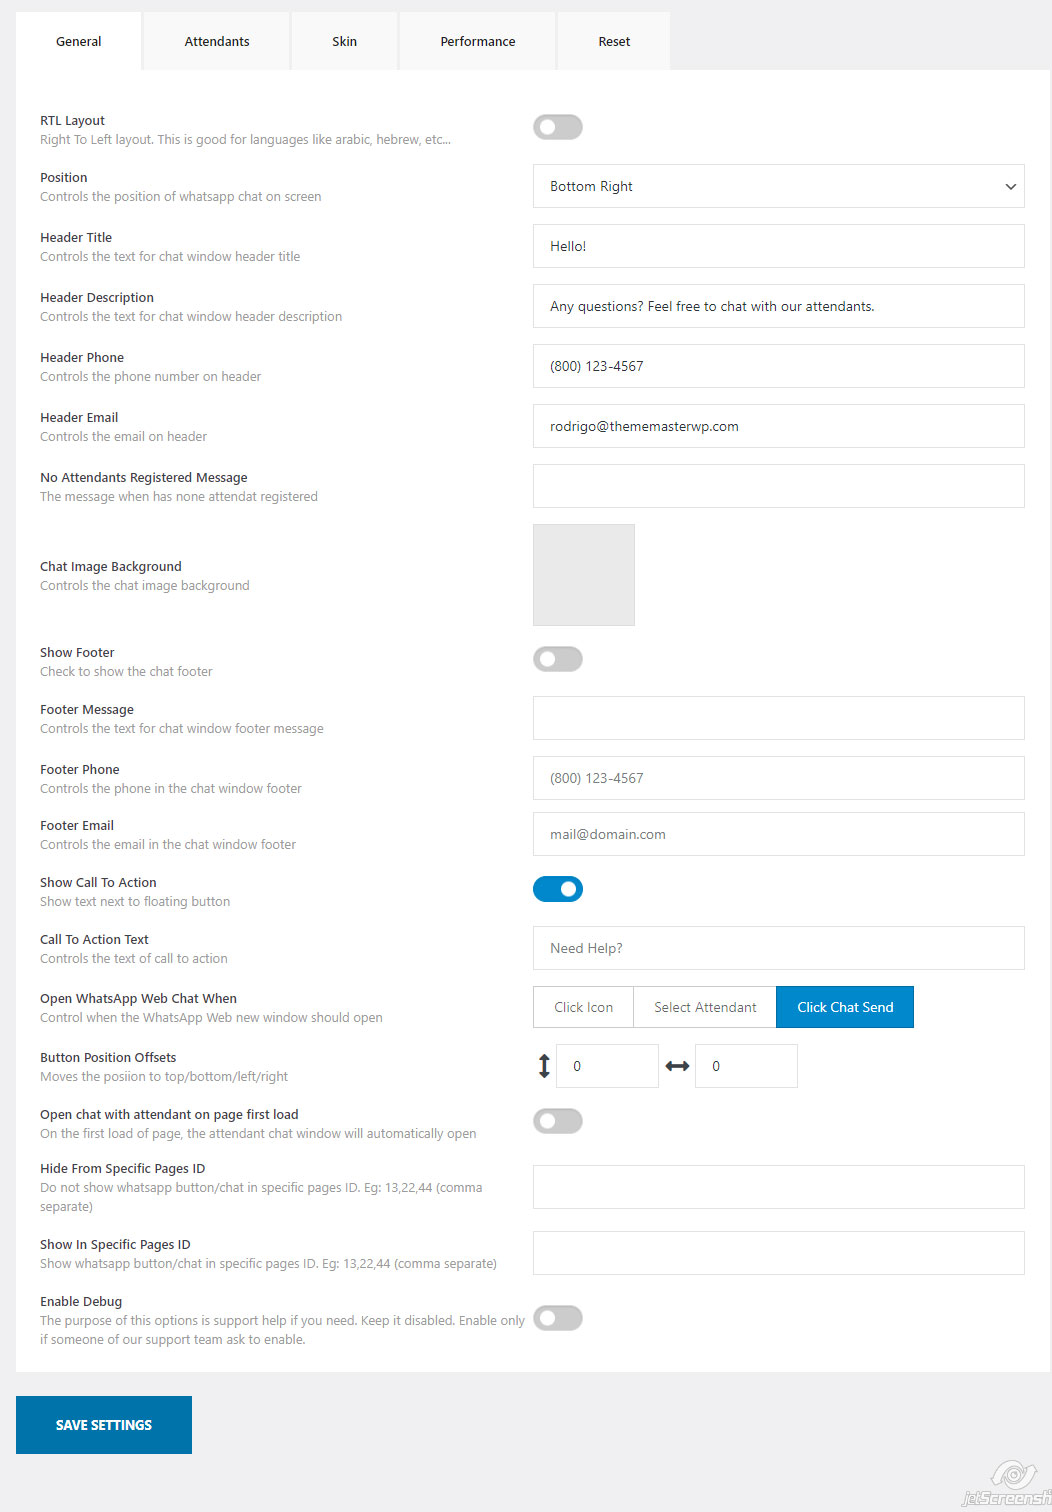 General Attendants Skin Performance Reset
RTL Layout
Right To Left layout. This is good for languages like arabic, hebrew, etc...
Position
Controls the position of whatsapp chat on screen
Bottom Right
Header Title
Controls the text for chat window header title
Hello!
Header Description
Controls the text for chat window header description
Any questions? Feel free to chat with our attendants.
Header Phone
Controls the phone number on header
(800) 123-4567
Header Email
Controls the email on header
rodrigo@thememasterwp.com
No Attendants Registered Message
The message when has none attendat registered
Chat Image Background
Controls the chat image background
Show Footer
Check to show the chat footer
Footer Message
Controls the text for chat window footer message
Footer Phone
Controls the phone in the chat window footer
(800) 123-4567
Footer Email
Controls the email in the chat window footer
mail@domain.com
Show Call To Action
Show text next to floating button
Call To Action Text
Controls the text of call to action
Need Help?
Open WhatsApp Web Chat When
Control when the WhatsApp Web new window should open
Click Icon Select Attendant Click Chat Send
Button Position Offsets
Moves the posiion to top/bottom/left/right
0 0
Open chat with attendant on page first load
On the first load of page, the attendant chat window will automatically open
Hide From Specific Pages ID
Do not show whatsapp button/chat in specific pages ID. Eg: 13,22,44 (comma
separate)
Show In Specific Pages ID
Show whatsapp button/chat in specific pages ID. Eg: 13,22,44 (comma separate)
Enable Debug
The purpose of this options is support help if you need. Keep it disabled. Enable only
if someone of our support team ask to enable.
SAVE SETTINGS